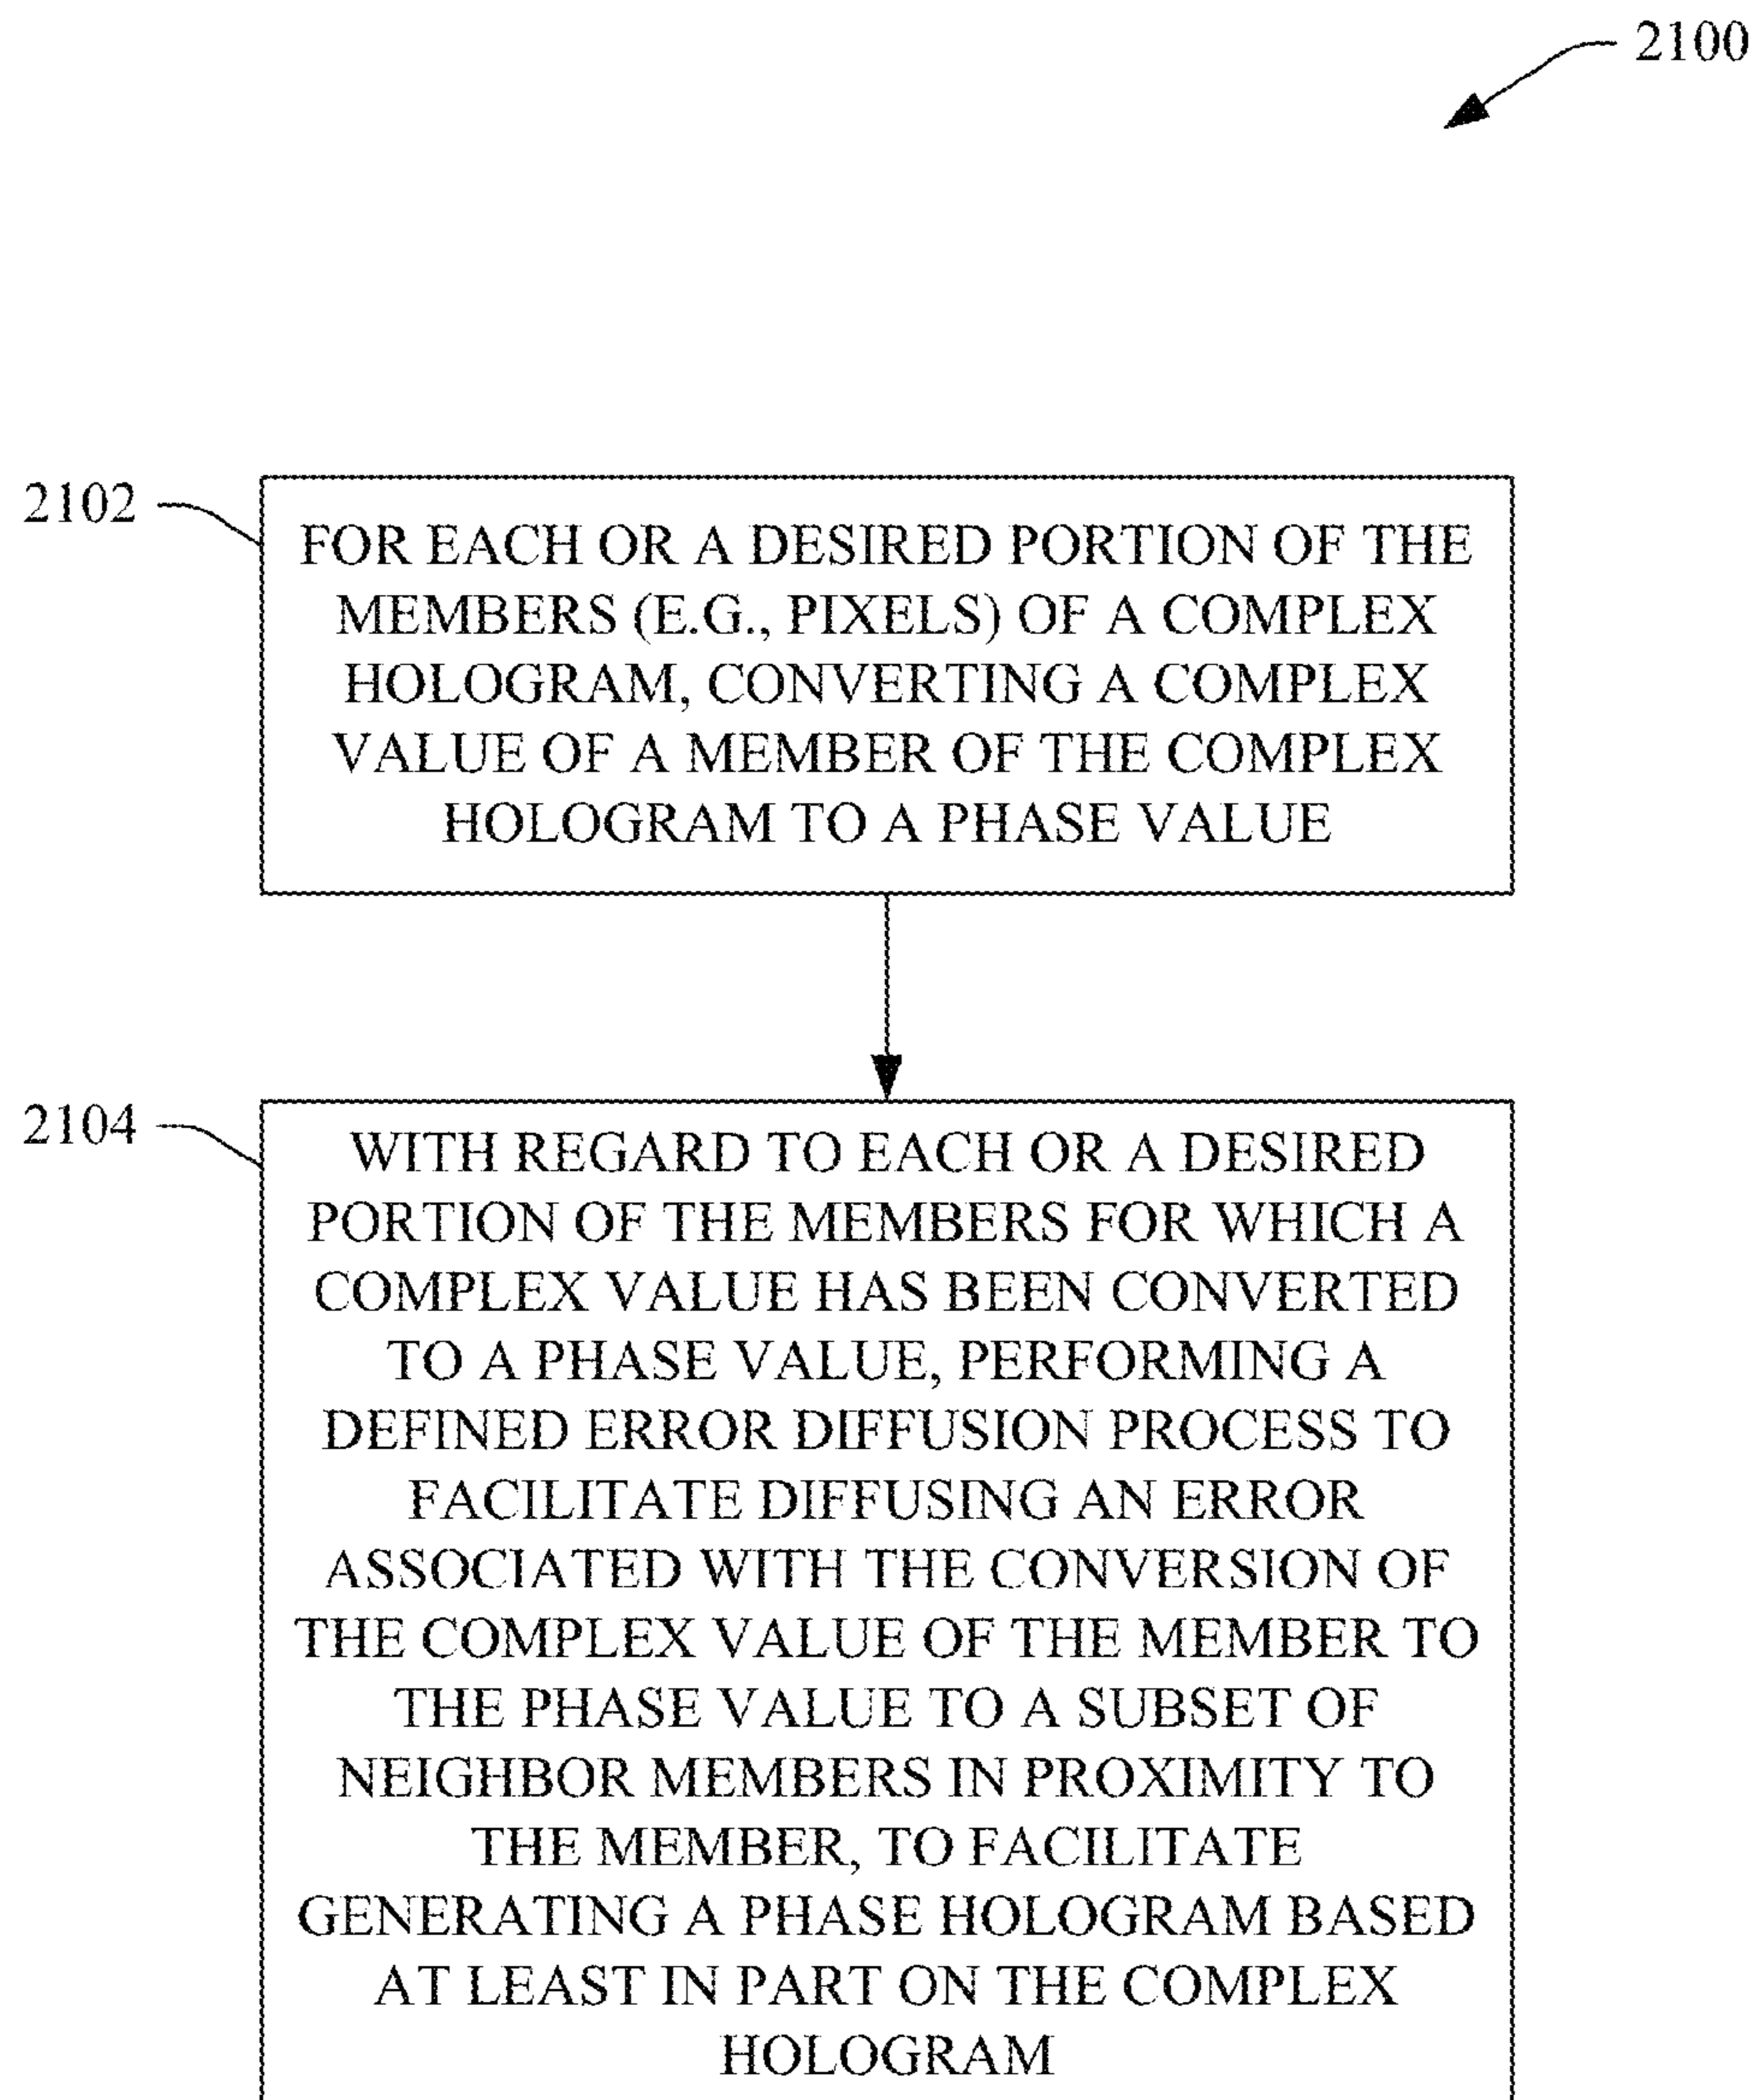 2100
2102
FOR EACH OR A DESIRED PORTION OF THE
MEMBERS (E.G., PIXELS) OF A COMPLEX
HOLOGRAM, CONVERTING A COMPLEX
VALUE OF A MEMBER OF THE COMPLEX
HOLOGRAM TO A PHASE VALUE
2104
WITH REGARD TO EACH OR A DESIRED
PORTION OF THE MEMBERS FOR WHICH A
COMPLEX VALUE HAS BEEN CONVERTED
TO A PHASE VALUE, PERFORMING A
DEFINED ERROR DIFFUSION PROCESS TO
FACILITATE DIFFUSING AN ERROR
ASSOCIATED WITH THE CONVERSION OF
THE COMPLEX VALUE OF THE MEMBER TO
THE PHASE VALUE TO A SUBSET OF
NEIGHBOR MEMBERS IN PROXIMITY TO
THE MEMBER, TO FACILITATE
GENERATING A PHASE HOLOGRAM BASED
AT LEAST IN PART ON THE COMPLEX
HOLOGRAM